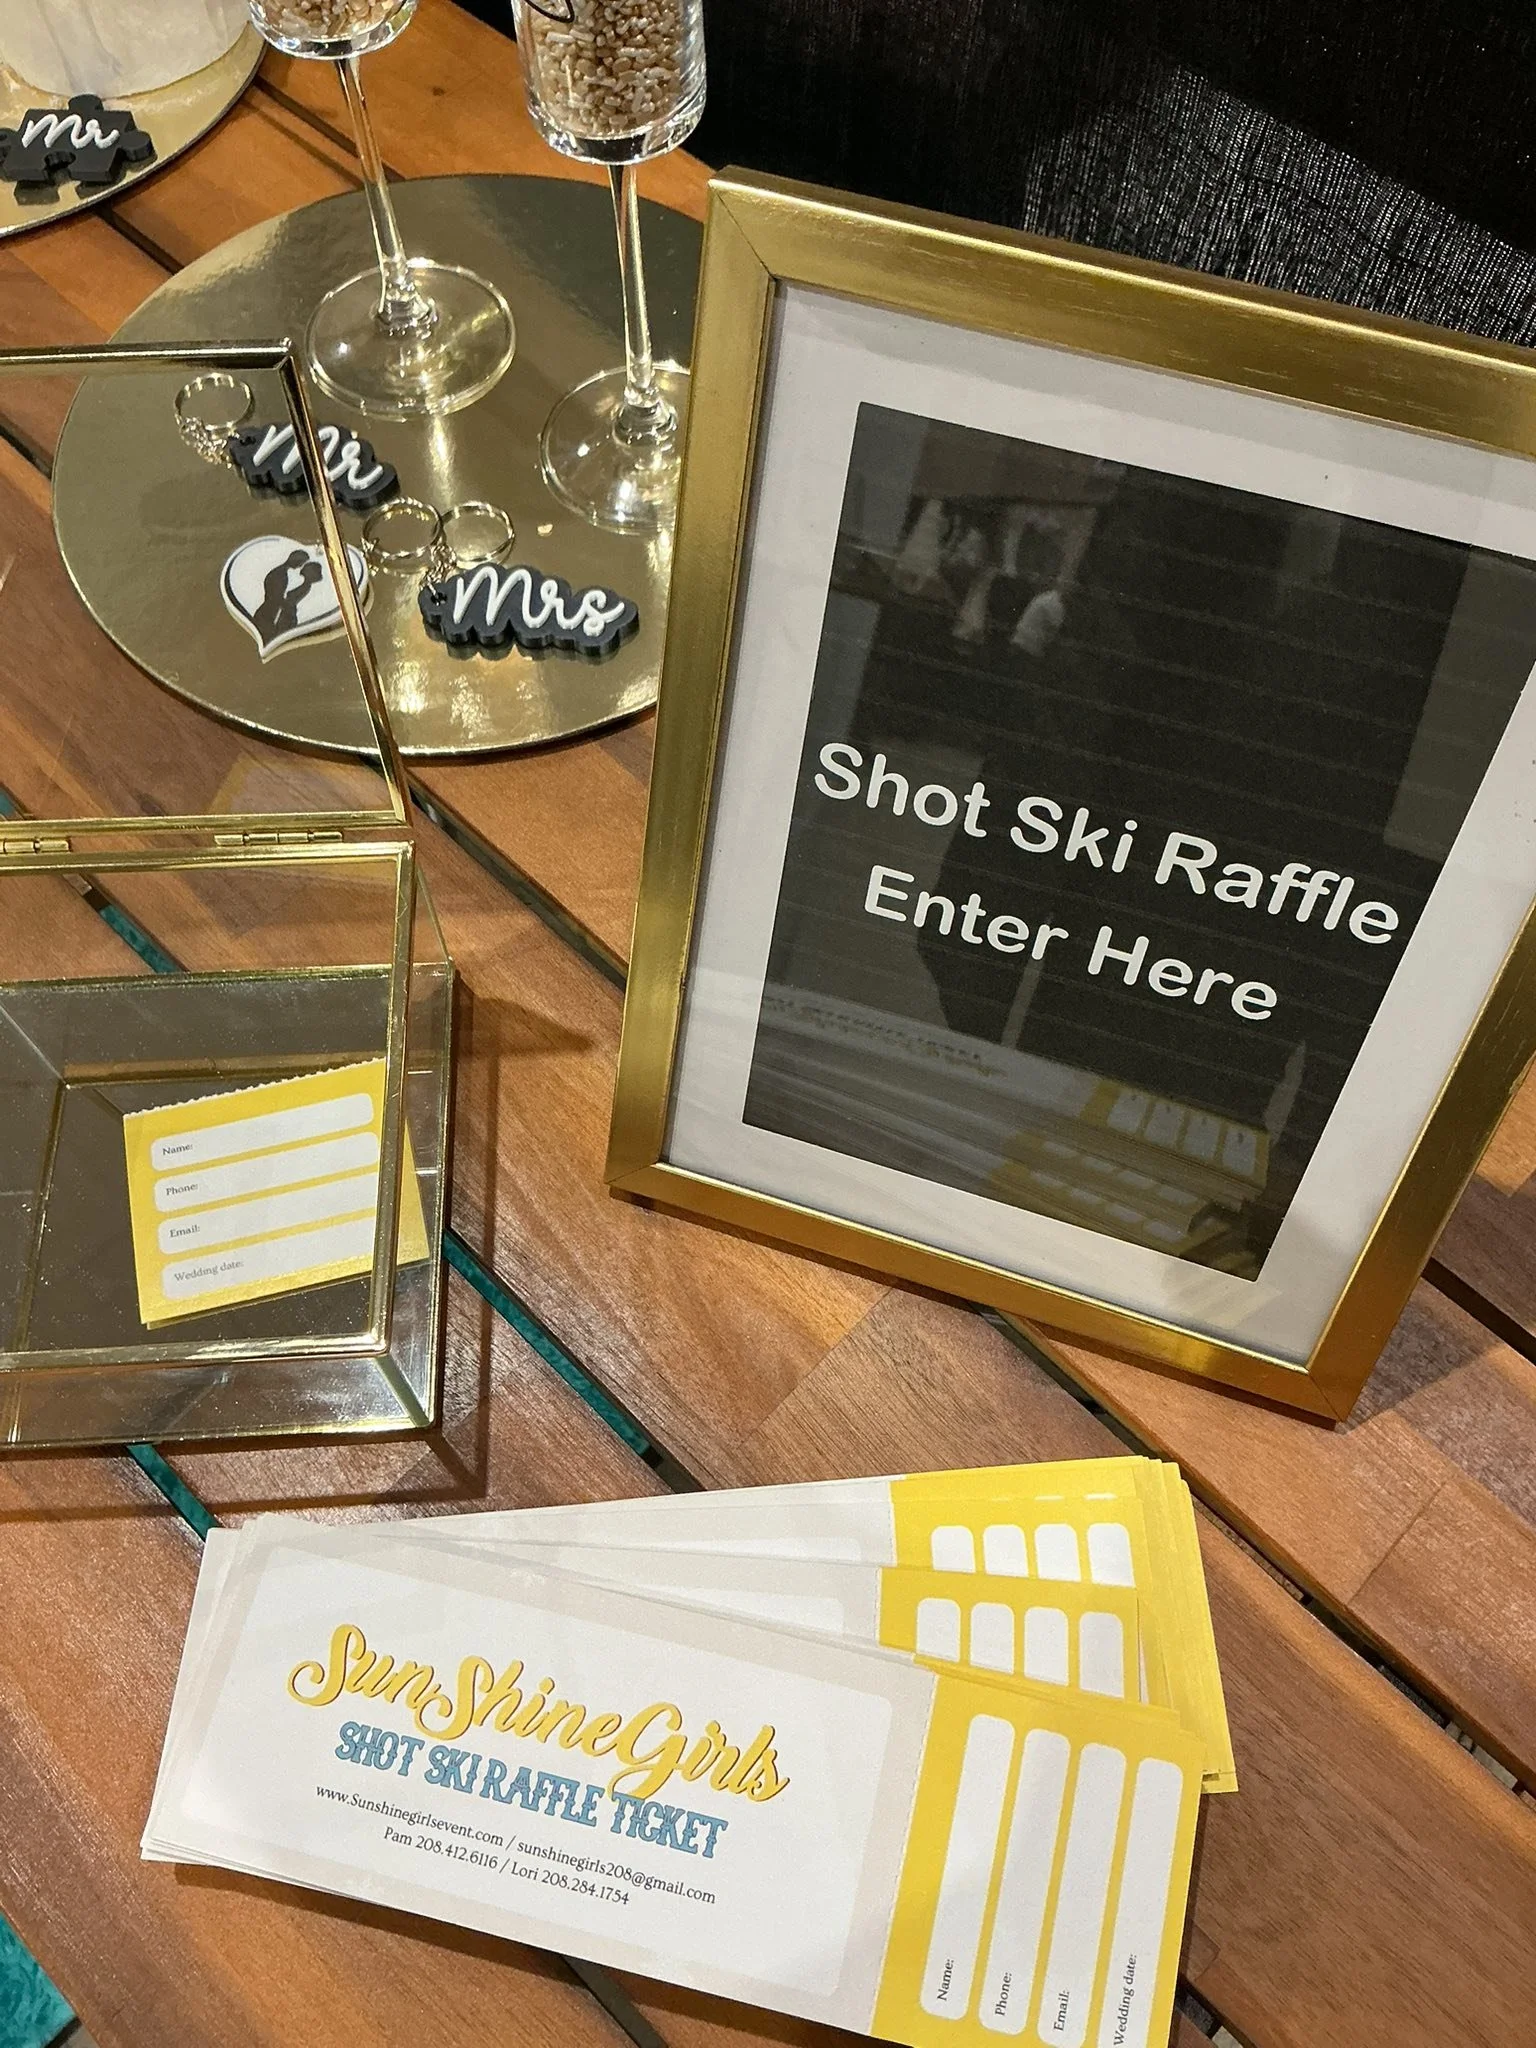 Mr
Mr
Mrs
Shot Ski Raffle
Enter Here
Name:
Phone:
Email:
Wedding date:
SunShineGirls
SHOT SKI RAFFLE TICKET
www.Sunshinegirlsevent.com / sunshinegirls208@gmail.com
Pam 208.412.6116 / Lori 208.284.1754
Name:
Phone:
Email:
Wedding date: